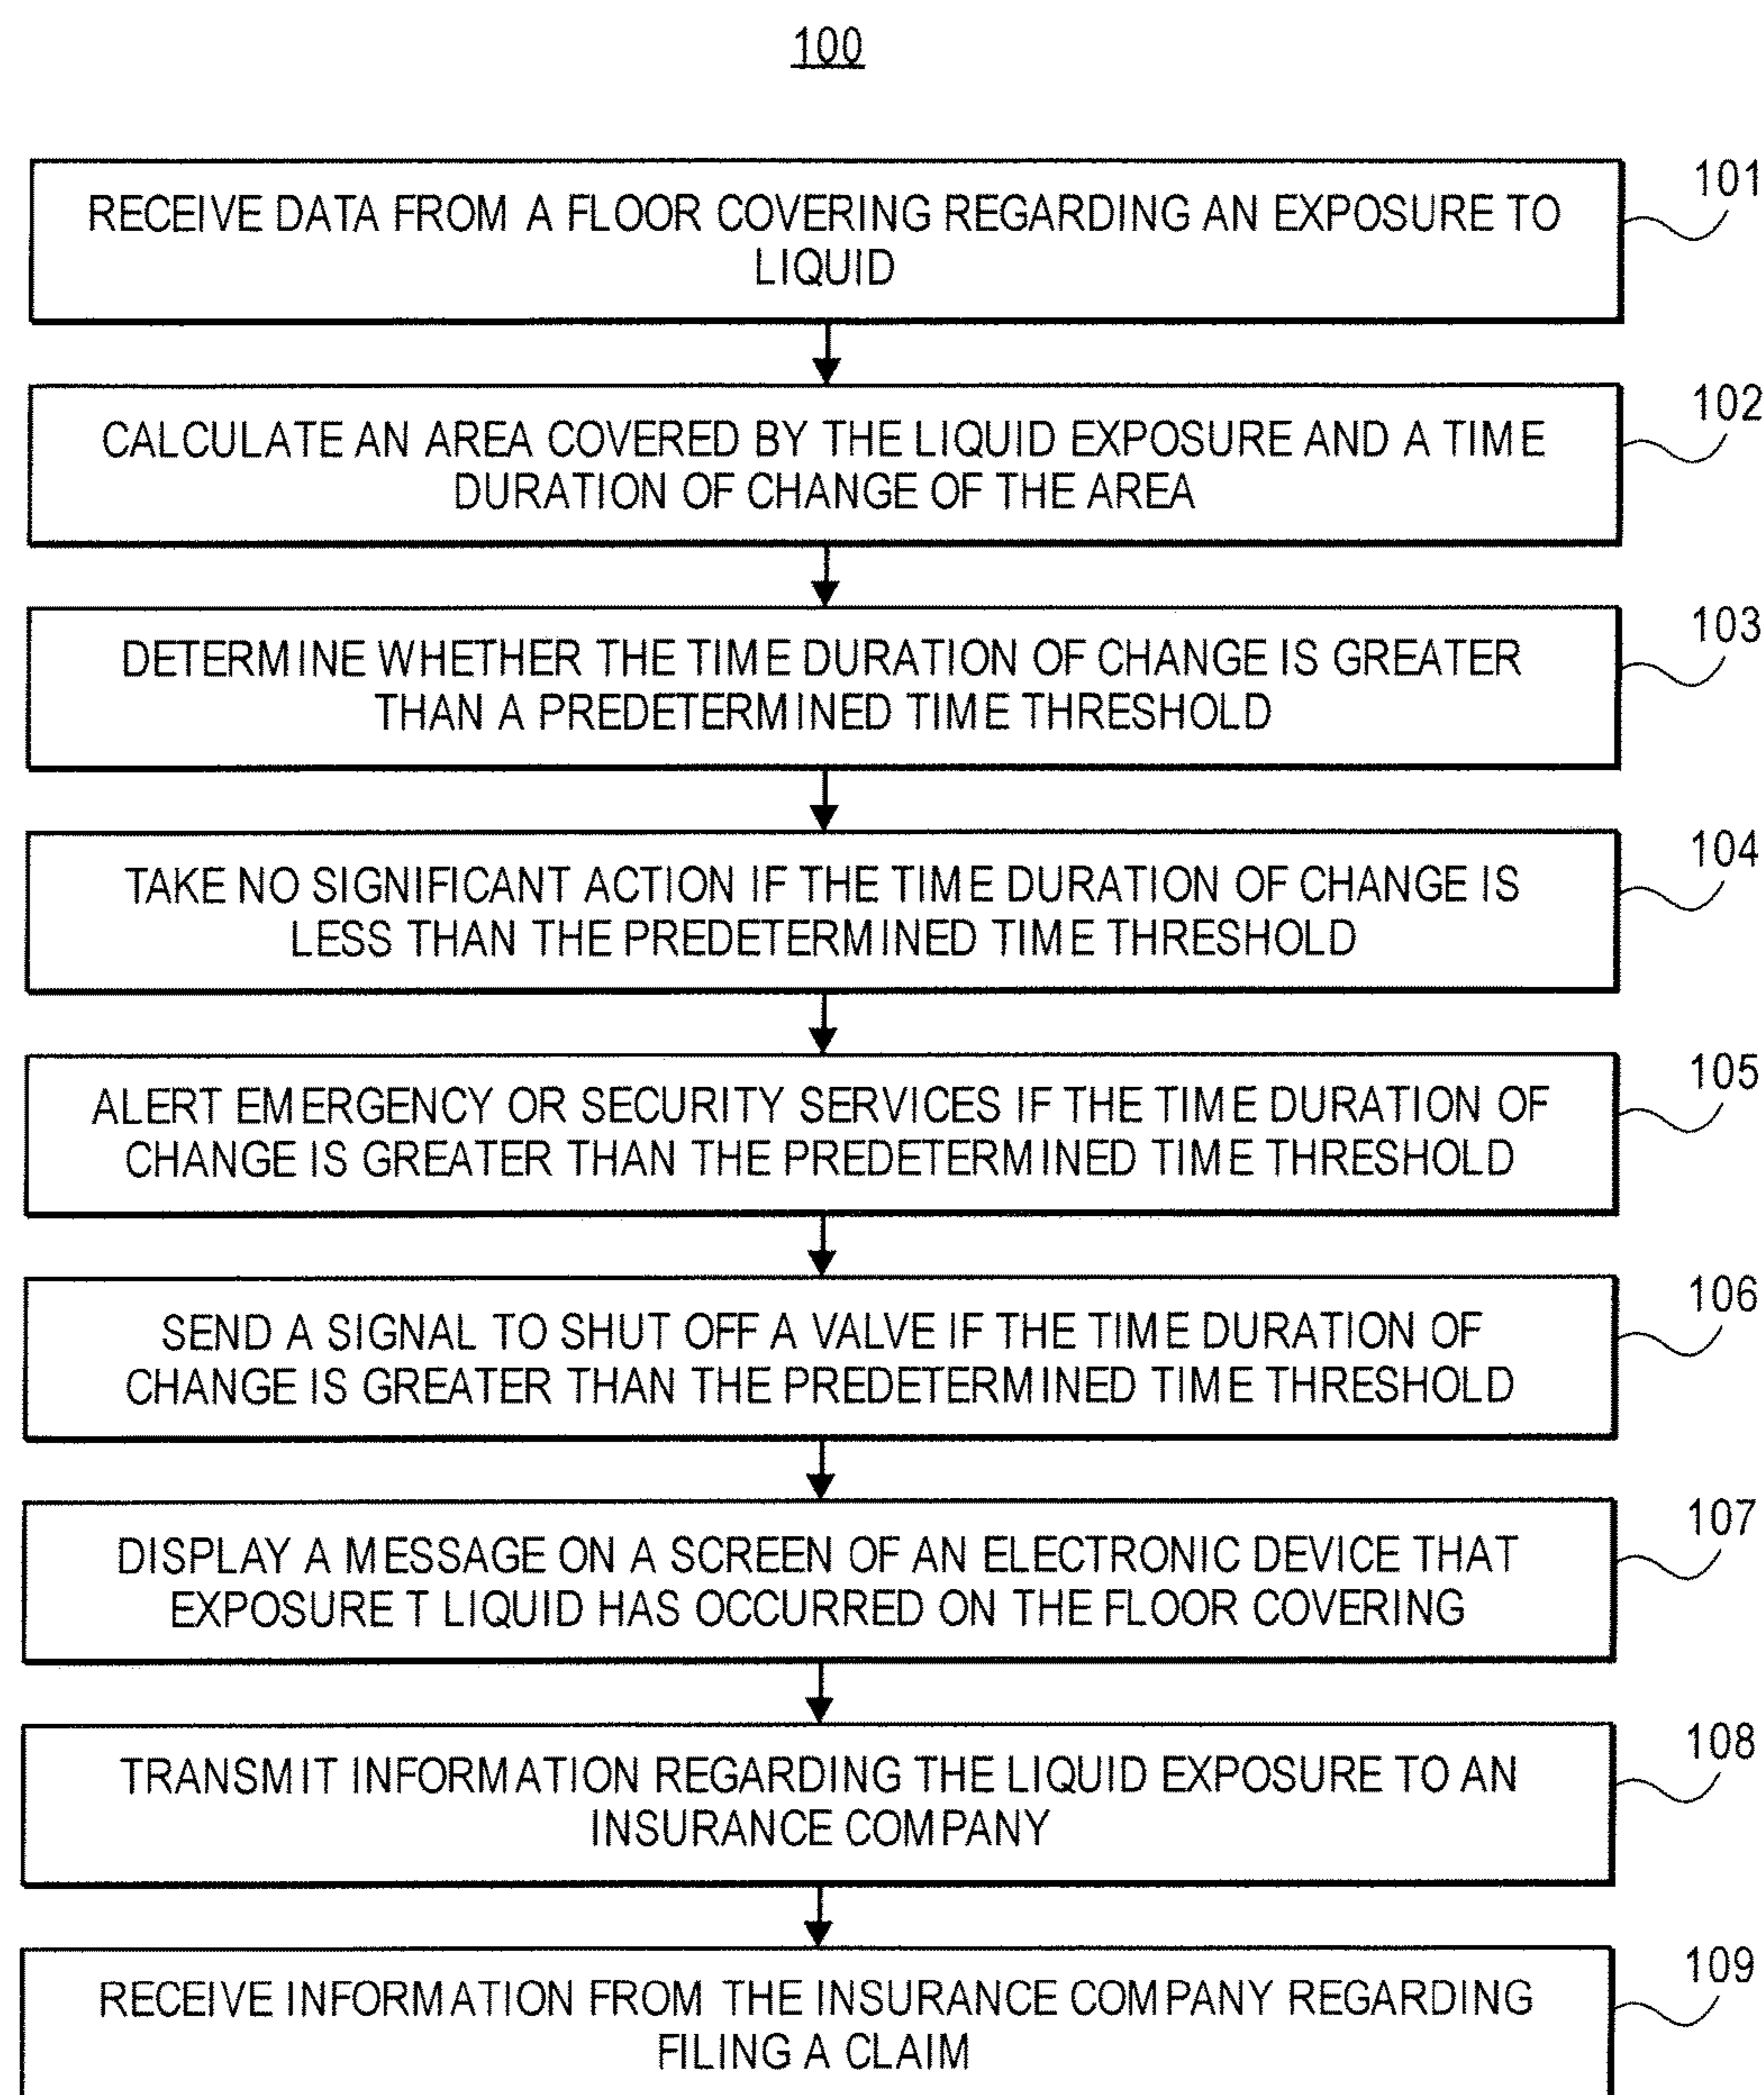 100
RECEIVE DATA FROM A FLOOR COVERING REGARDING AN EXPOSURE TO
LIQUID
101
CALCULATE AN AREA COVERED BY THE LIQUID EXPOSURE AND A TIME
DURATION OF CHANGE OF THE AREA
102
DETERMINE WHETHER THE TIME DURATION OF CHANGE IS GREATER
THAN A PREDETERMINED TIME THRESHOLD
103
TAKE NO SIGNIFICANT ACTION IF THE TIME DURATION OF CHANGE IS
LESS THAN THE PREDETERMINED TIME THRESHOLD
104
ALERT EMERGENCY OR SECURITY SERVICES IF THE TIME DURATION OF
CHANGE IS GREATER THAN THE PREDETERMINED TIME THRESHOLD
105
SEND A SIGNAL TO SHUT OFF A VALVE IF THE TIME DURATION OF
CHANGE IS GREATER THAN THE PREDETERMINED TIME THRESHOLD
106
DISPLAY A MESSAGE ON A SCREEN OF AN ELECTRONIC DEVICE THAT
EXPOSURE T LIQUID HAS OCCURRED ON THE FLOOR COVERING
107
TRANSMIT INFORMATION REGARDING THE LIQUID EXPOSURE TO AN
INSURANCE COMPANY
108
RECEIVE INFORMATION FROM THE INSURANCE COMPANY REGARDING
FILING A CLAIM
109